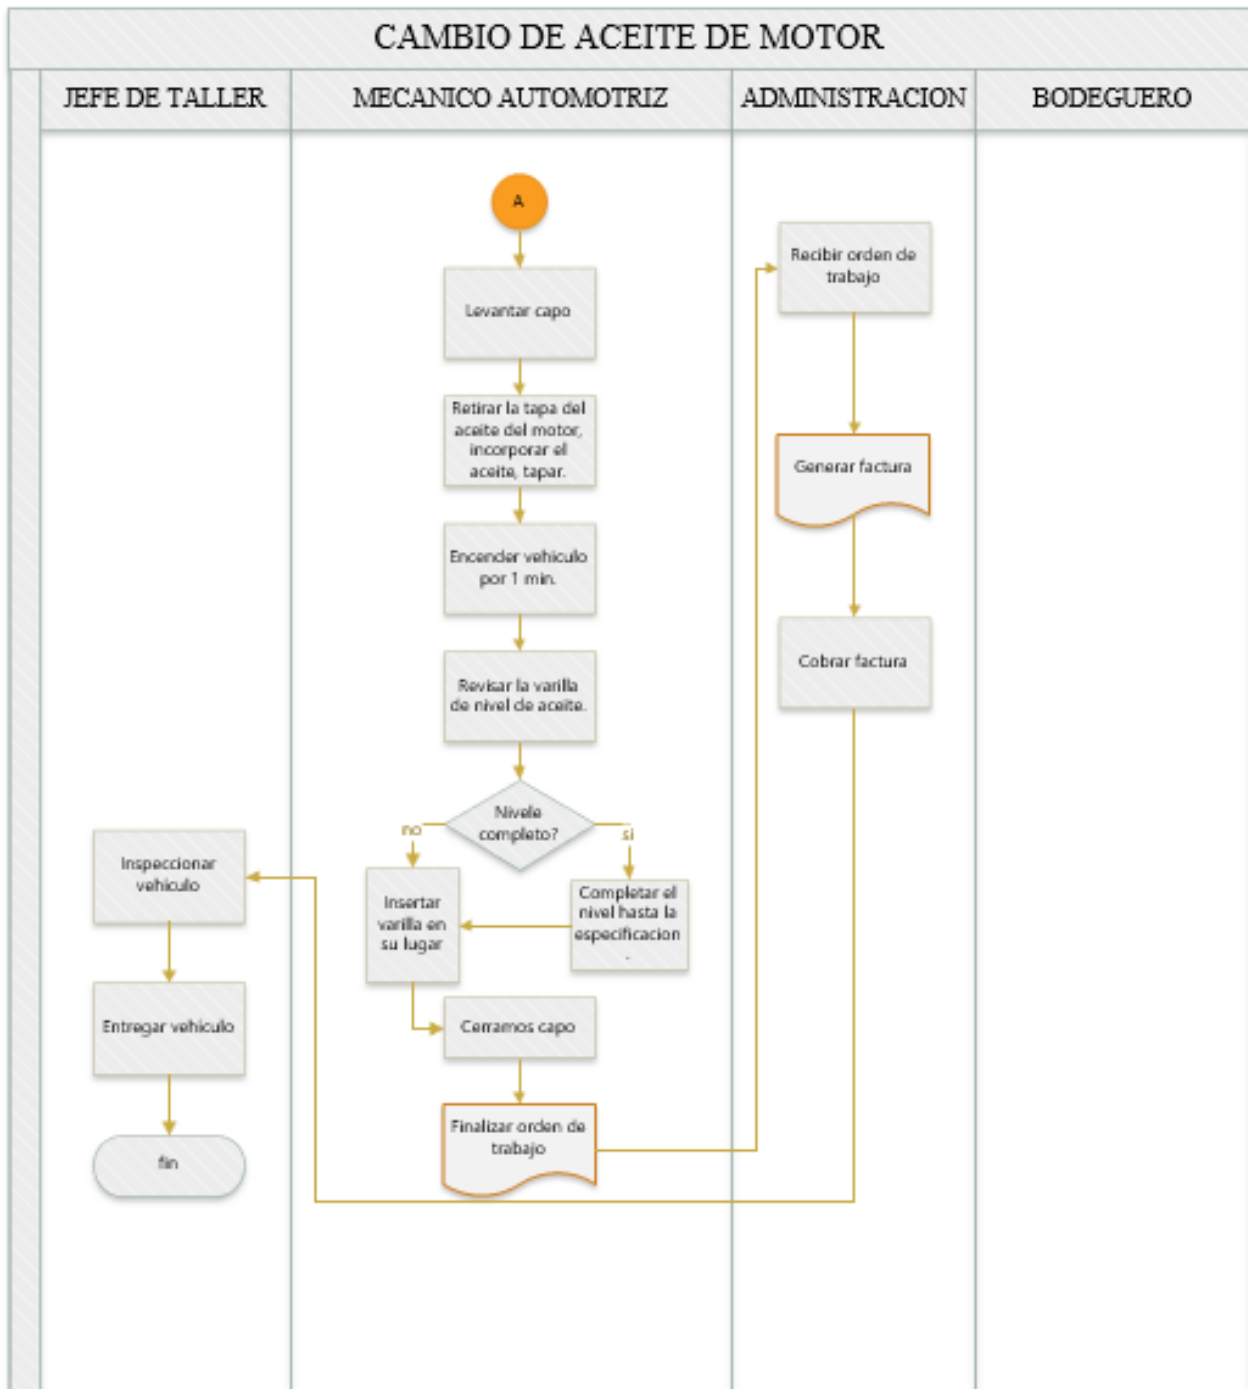 CAMBIO DE ACEITE DE MOTOR
JEFE DE TALLER
MECANICO AUTOMOTRIZ
ADMINISTRACION
BODEGUERO
A
Levantar capo
Retirar la tapa del
aceite del motor,
incorporar el
aceite, tapar.
Encender vehiculo
por 1 min.
Revisar la varilla
de nivel de aceite.
Nivele
completo?
no
si
Insertar
varilla en
su lugar
Completar el
nivel hasta la
especificacion
.
Cerramos capo
Finalizar orden de
trabajo
Recibir orden de
trabajo
Generar factura
Cobrar factura
Inspeccionar
vehiculo
Entregar vehiculo
fin